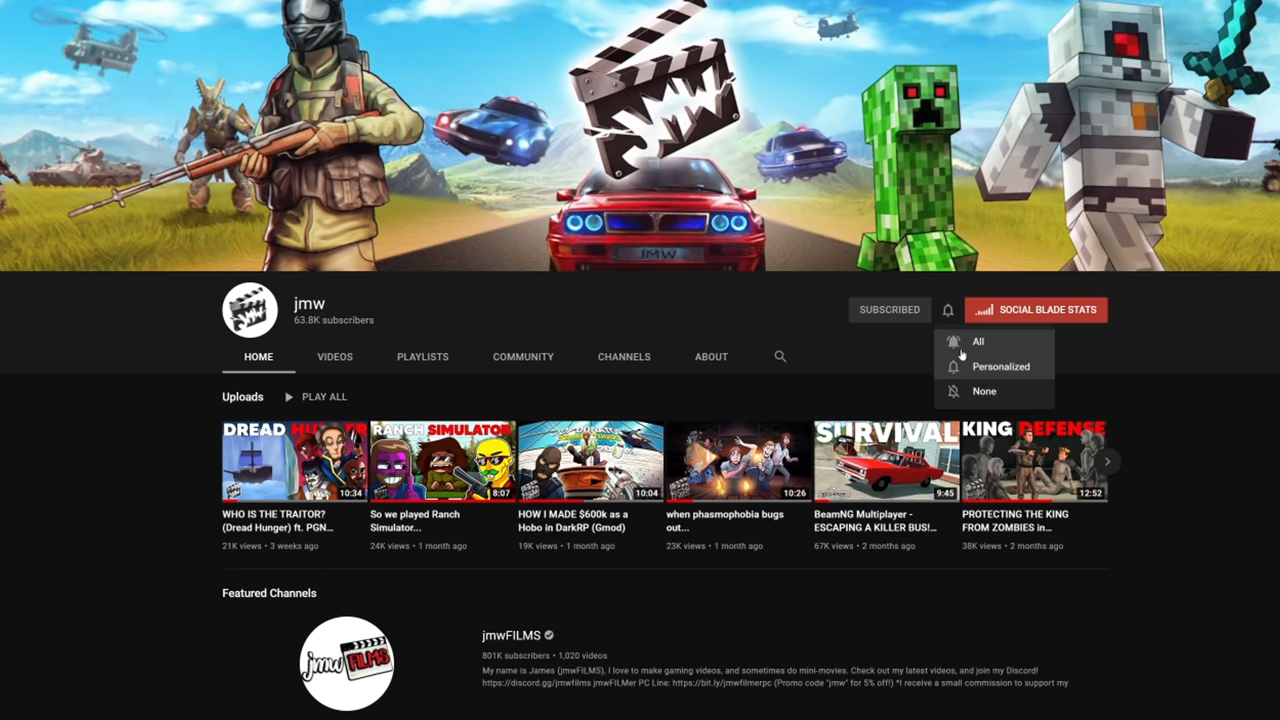 JMW
JMW
jmw
63.8K subscribers
SUBSCRIBED
SOCIAL BLADE STATS
All
Personalized
None
HOME
VIDEOS
PLAYLISTS
COMMUNITY
CHANNELS
ABOUT
Uploads
PLAY ALL
DREAD HUNTER
10:34
RANCH SIMULATOR
8:07
10:04
10:26
SURVIVAL
9:45
KING DEFENSE
12:52
WHO IS THE TRAITOR?
(Dread Hunger) ft. PGN...
21K views • 3 weeks ago
So we played Ranch
Simulator...
24K views • 1 month ago
HOW I MADE $600k as a
Hobo in DarkRP (Gmod)
19K views • 1 month ago
when phasmophobia bugs
out...
23K views • 1 month ago
BeamNG Multiplayer -
ESCAPING A KILLER BUS!...
67K views • 2 months ago
PROTECTING THE KING
FROM ZOMBIES in...
38K views • 2 months ago
Featured Channels
jmw FILMS
jmwFILMS
801K subscribers • 1,020 videos
My name is James (jmwFILMS), I love to make gaming videos, and sometimes do mini-movies. Check out my latest videos, and join my Discord!
https://discord.gg/jmwfilms jmwFILMer PC Line: https://bit.ly/jmwfilmerpc (Promo code "jmw" for 5% off!) *I receive a small commission to support my